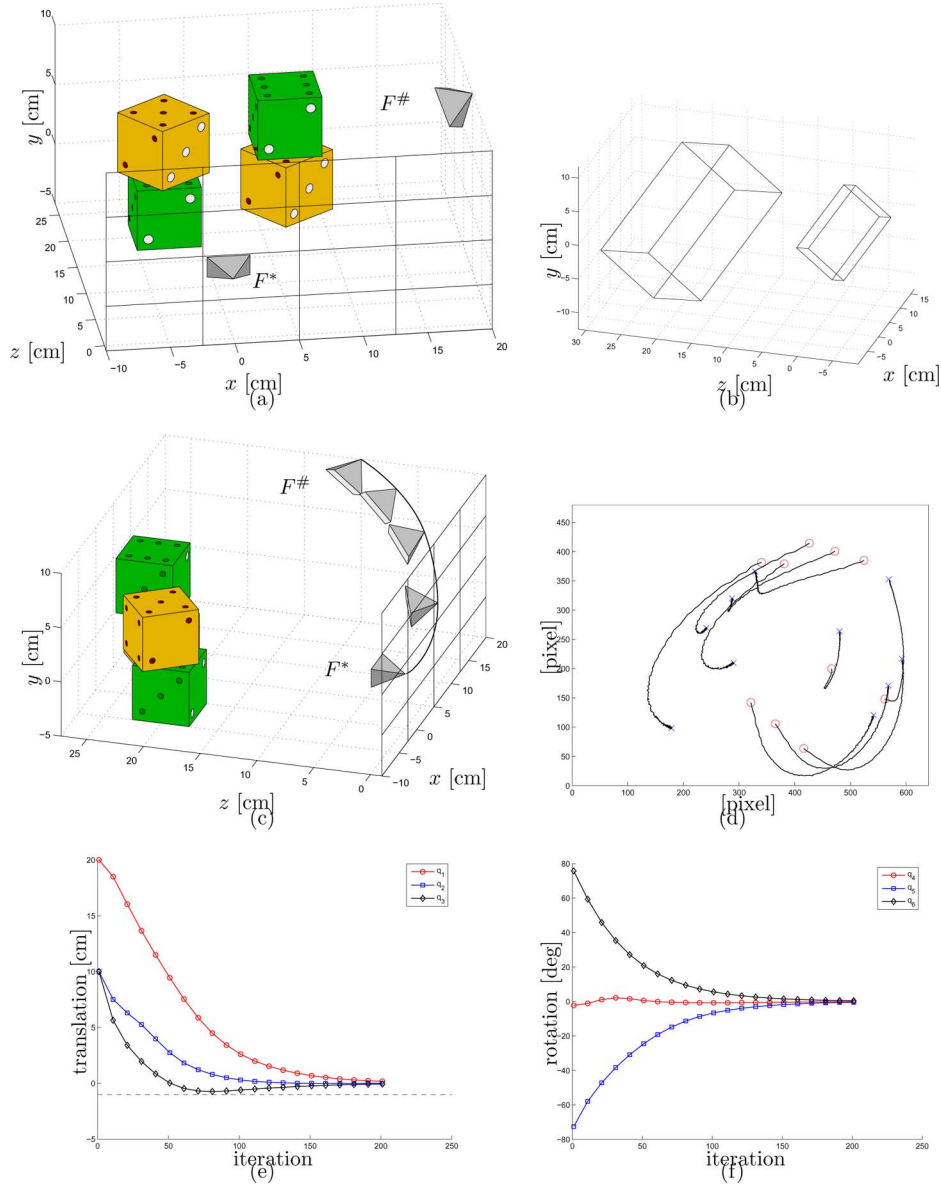 10
5
0
−5
y [cm]
25
20
15
10
5
0
z [cm]
−10
−5
0
5
10
15
20
x [cm]
F#
F*
(a)
10
5
0
−5
−10
y [cm]
30
25
20
15
10
5
0
−5
z [cm]
15
10
5
0
−5
x [cm]
(b)
10
5
0
−5
y [cm]
25
20
15
10
5
0
z [cm]
20
15
10
5
0
−5
−10
x [cm]
F#
F*
(c)
450
400
350
300
250
200
150
100
50
0
[pixel]
0 100 200 300 400 500 600
[pixel]
(d)
20
15
10
5
0
−5
translation [cm]
q1
q2
q3
0 50 100 150 200 250
iteration
(e)
80
60
40
20
0
−20
−40
−60
−80
rotation [deg]
q4
q5
q6
0 50 100 150 200 250
iteration
(f)